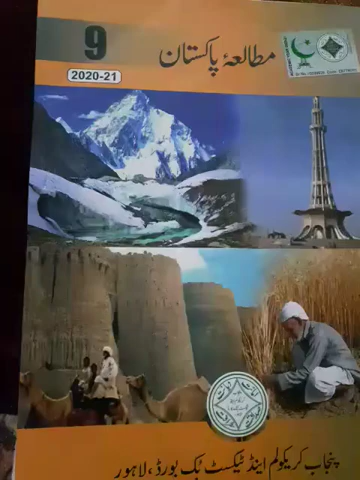 مطالعۂ پاکستان
9
2020-21
پنجاب کریکولم اینڈ ٹیکسٹ بک بورڈ، لاہور